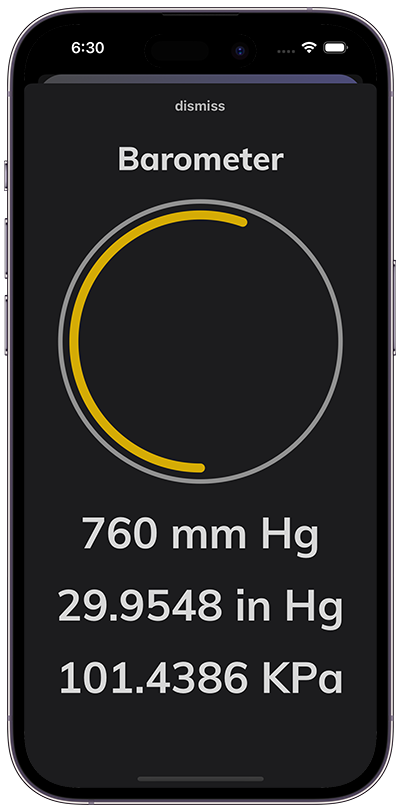 6:30
dismiss
Barometer
760 mm Hg
29.9548 in Hg
101.4386 KPa